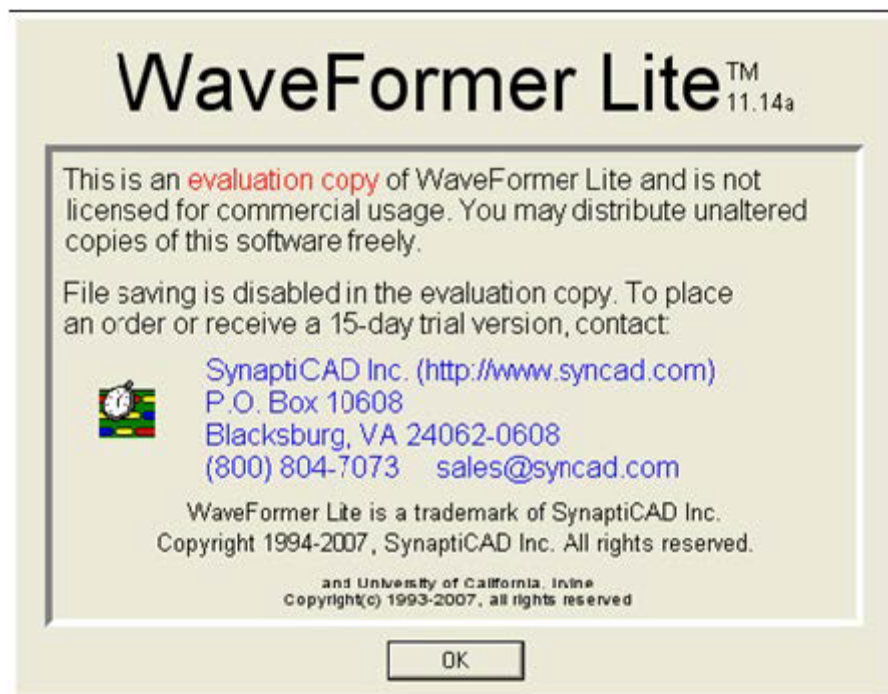 WaveFormer Lite™
11.14a
This is an evaluation copy of WaveFormer Lite and is not
licensed for commercial usage. You may distribute unaltered
copies of this software freely.
File saving is disabled in the evaluation copy. To place
an order or receive a 15-day trial version, contact:
SynaptiCAD Inc. (http://www.syncad.com)
P.O. Box 10608
Blacksburg, VA 24062-0608
(800) 804-7073 sales@syncad.com
WaveFormer Lite is a trademark of SynaptiCAD Inc.
Copyright 1994-2007, SynaptiCAD Inc. All rights reserved.
and University of California, Irvine
Copyright(c) 1993-2007, all rights reserved
OK